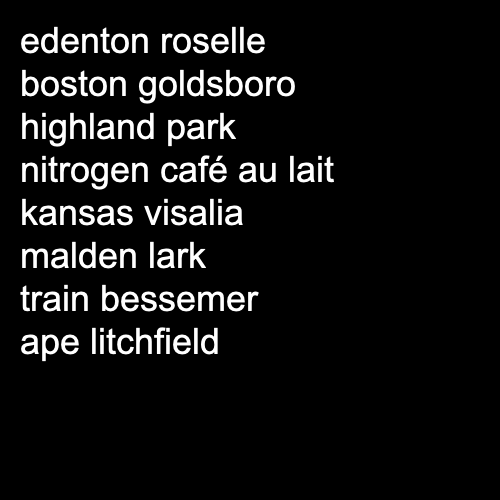 edenton roselle
boston goldsboro
highland park
nitrogen café au lait
kansas visalia
malden lark
train bessemer
ape litchfield